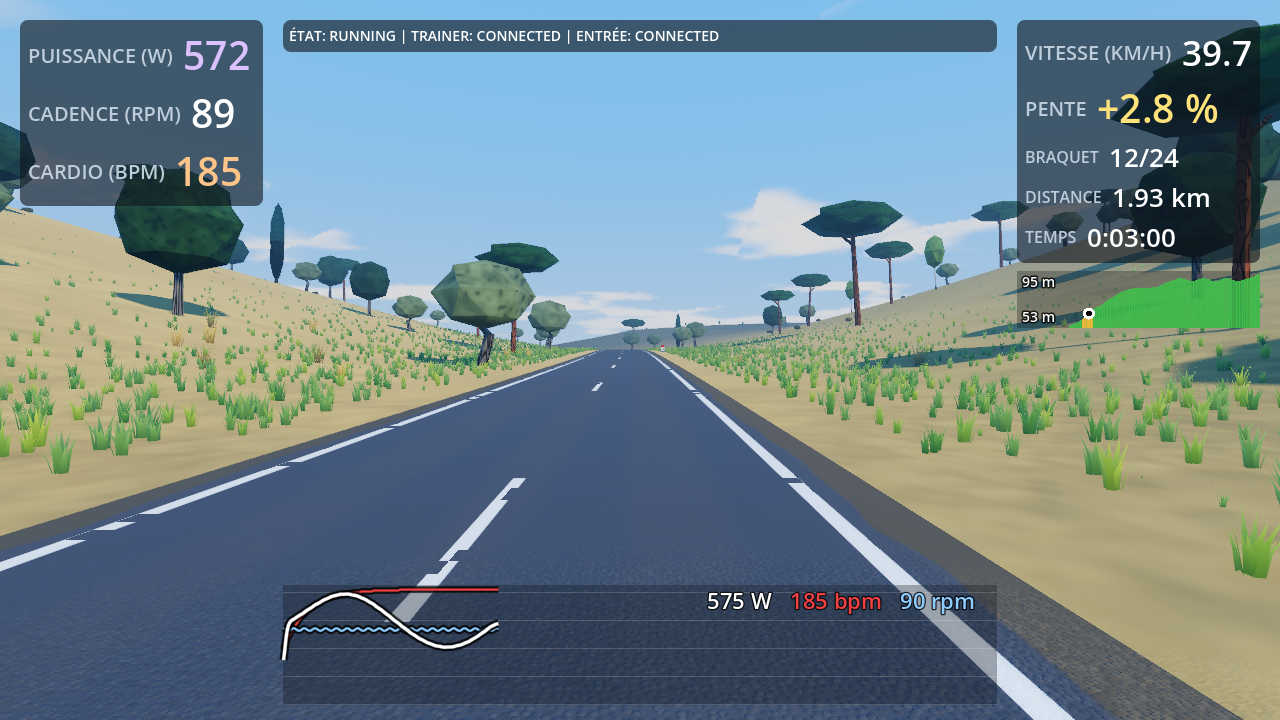 PUISSANCE (W) 572
CADENCE (RPM) 89
CARDIO (BPM) 185
ÉTAT: RUNNING | TRAINER: CONNECTED | ENTRÉE: CONNECTED
VITESSE (KM/H) 39.7
PENTE +2.8 %
BRAQUET 12/24
DISTANCE 1.93 km
TEMPS 0:03:00
95 m
53 m
575 W 185 bpm 90 rpm